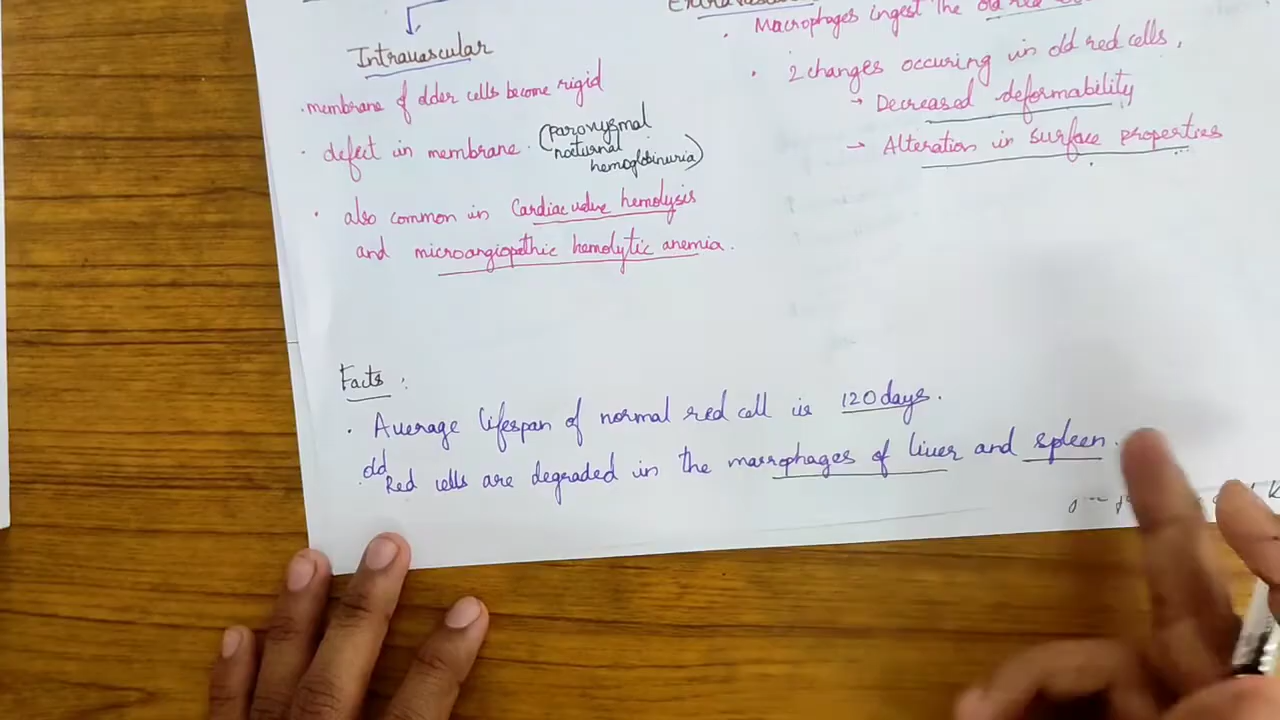 Intravascular
. membrane of older cells become rigid
. defect in membrane. (paroxysmal
nocturnal
hemoglobinuria)
. also common in Cardiac valve hemolysis
and microangiopathic hemolytic anemia.
Extravascular
. Macrophages ingest the old red
. 2 changes occuring in old red cells,
→ Decreased deformability
→ Alteration in surface properties
Facts :
. Average lifespan of normal red cell is 120 days.
. old Red cells are degraded in the macrophages of liver and spleen.